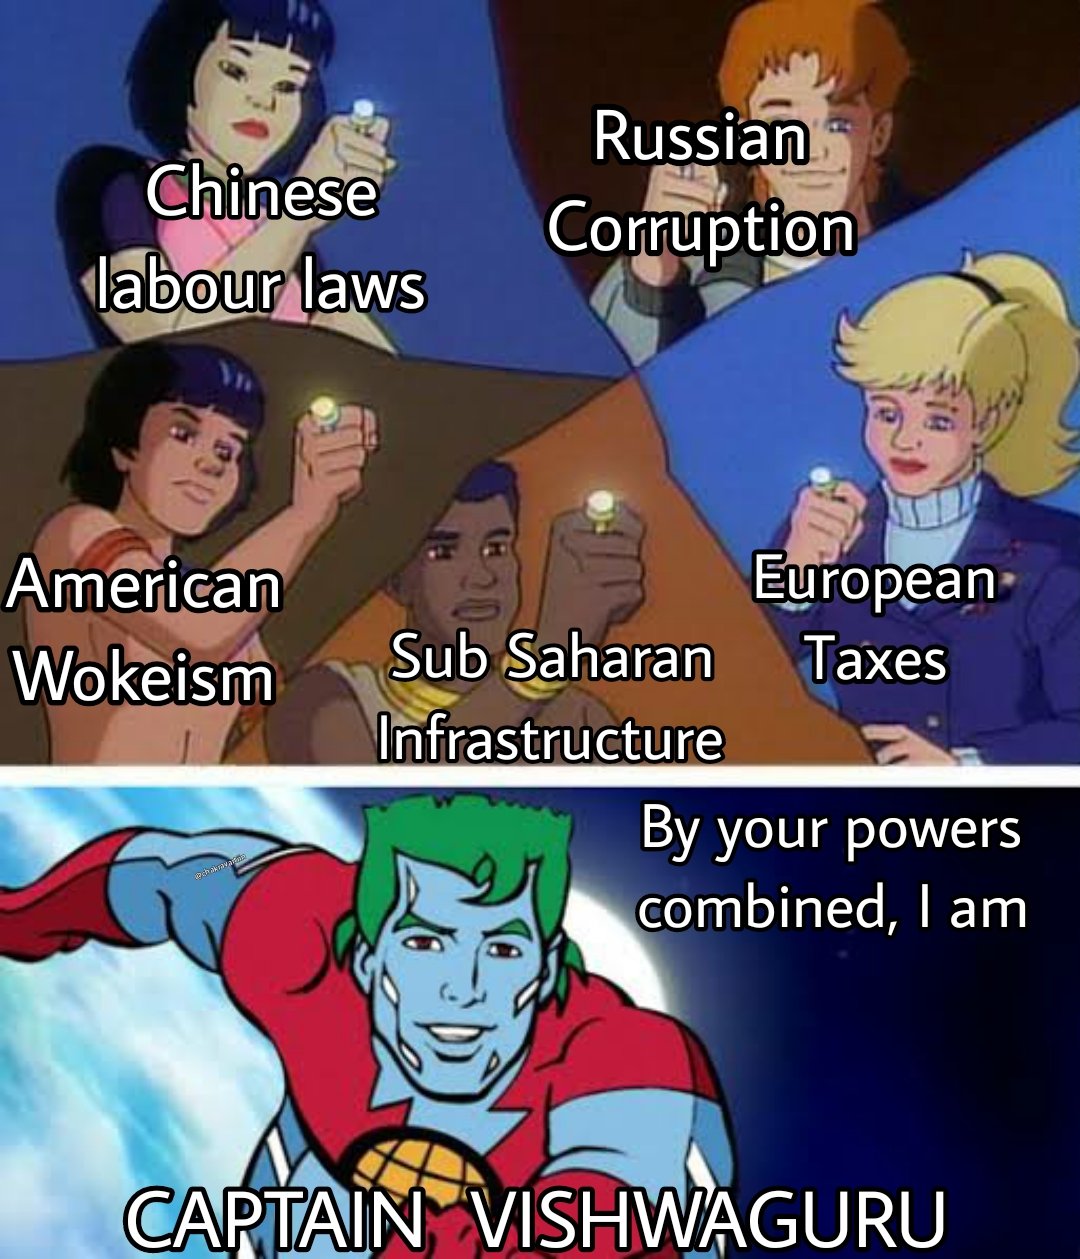 Chinese
labour laws
Russian
Corruption
American
Wokeism
Sub Saharan
Infrastructure
European
Taxes
By your powers
combined, I am
CAPTAIN VISHWAGURU